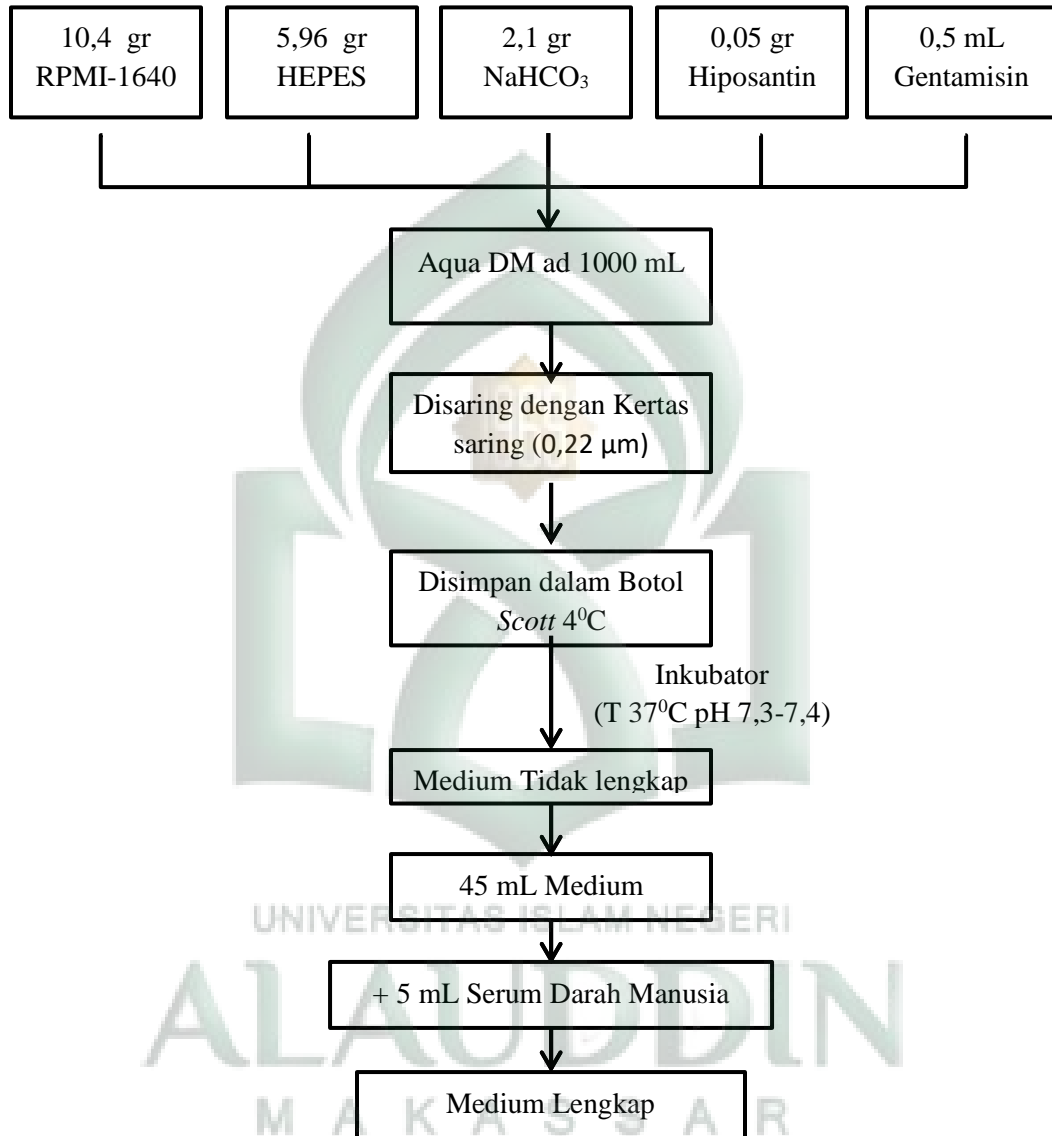 10,4 gr
RPMI-1640
5,96 gr
HEPES
2,1 gr
NaHCO₃
0,05 gr
Hiposantin
0,5 mL
Gentamisin
Aqua DM ad 1000 mL
Disaring dengan Kertas
saring (0,22 µm)
Disimpan dalam Botol
Scott 4⁰C
Inkubator
(T 37⁰C pH 7,3-7,4)
Medium Tidak lengkap
45 mL Medium
UNIVERSITAS ISLAM NEGERI
+ 5 mL Serum Darah Manusia
ALAUDDIN
Medium Lengkap
MAKASSAR